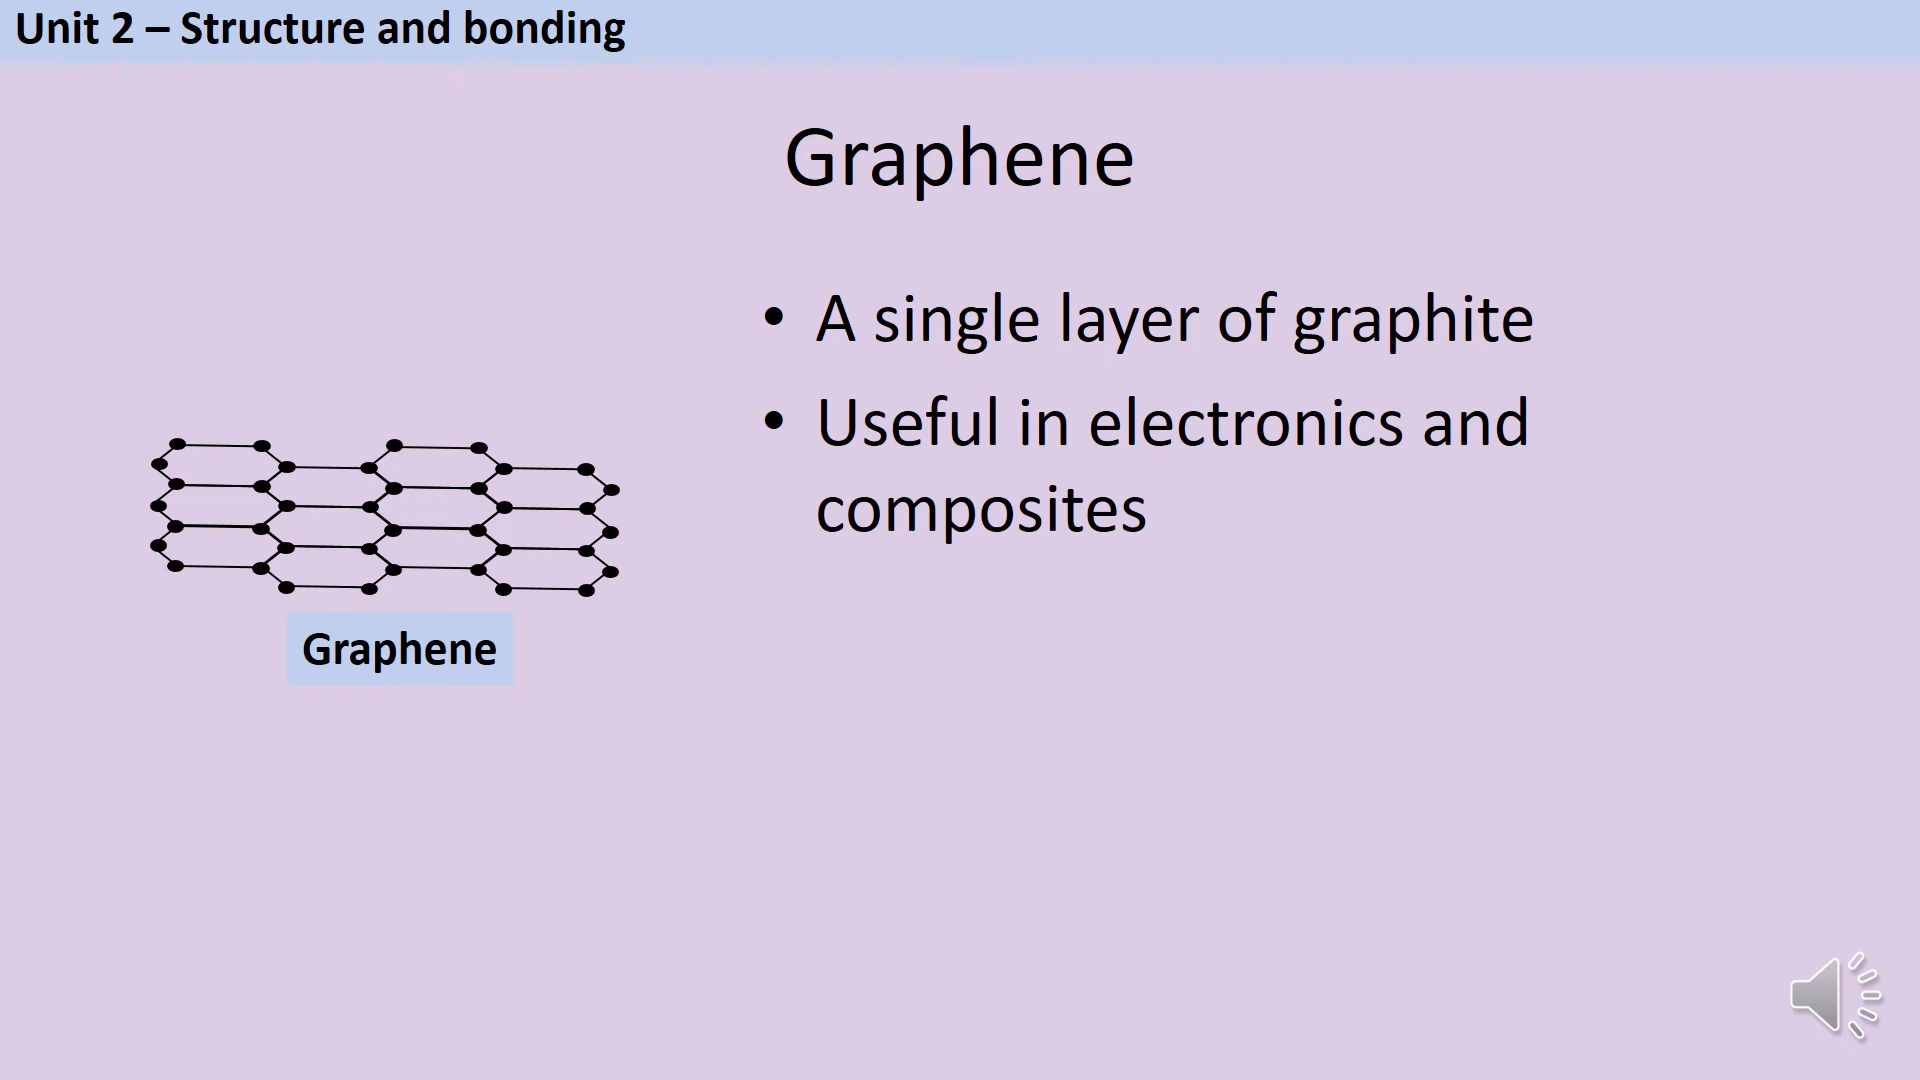 Unit 2 – Structure and bonding
Graphene
• A single layer of graphite
• Useful in electronics and
composites
Graphene